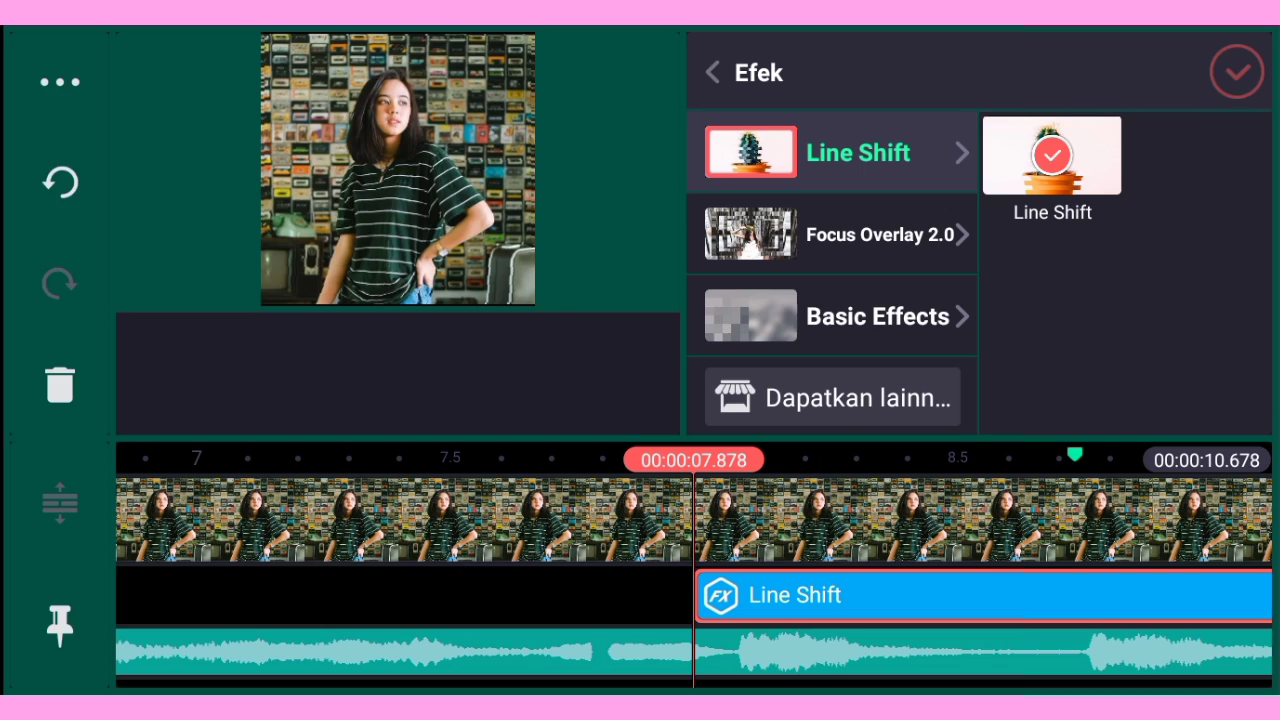 Efek
Line Shift
Line Shift
Focus Overlay 2.0
Basic Effects
Dapatkan lainn...
7
7.5
00:00:07.878
8.5
00:00:10.678
FX
Line Shift